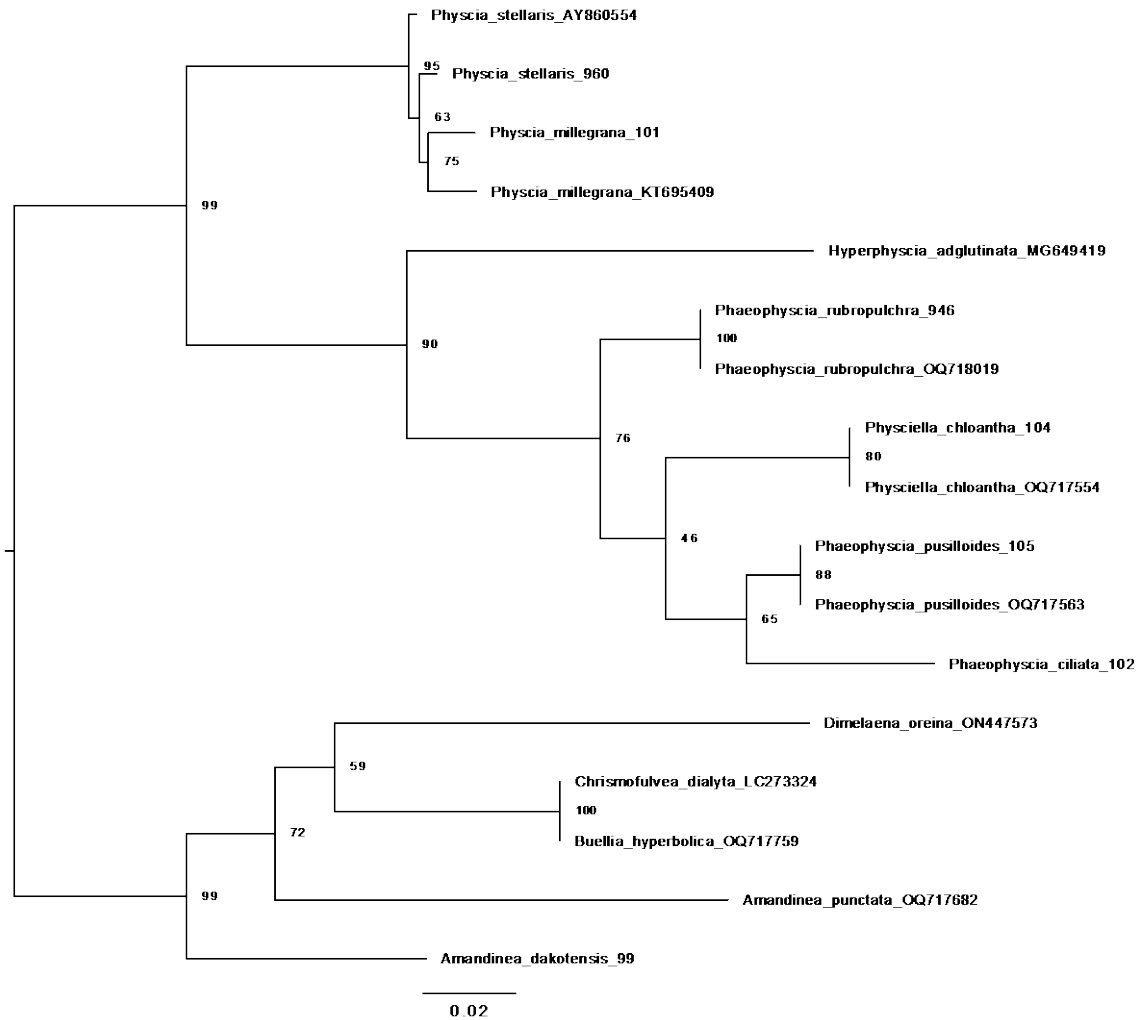 Physcia_stellaris_AY860554
95
Physcia_stellaris_960
63
Physcia_millegrana_101
75
Physcia_millegrana_KT695409
99
Hyperphyscia_adglutinata_MG649419
Phaeophyscia_rubropulchra_946
100
90
Phaeophyscia_rubropulchra_OQ718019
Physciella_chloantha_104
76
80
Physciella_chloantha_OQ717554
46
Phaeophyscia_pusilloides_105
88
Phaeophyscia_pusilloides_OQ717563
65
Phaeophyscia_ciliata_102
Dimelaena_oreina_ON447573
59
Chrismofulvea_dialyta_LC273324
100
72
Buellia_hyperbolica_OQ717759
99
Amandinea_punctata_OQ717682
Amandinea_dakotensis_99
0.02